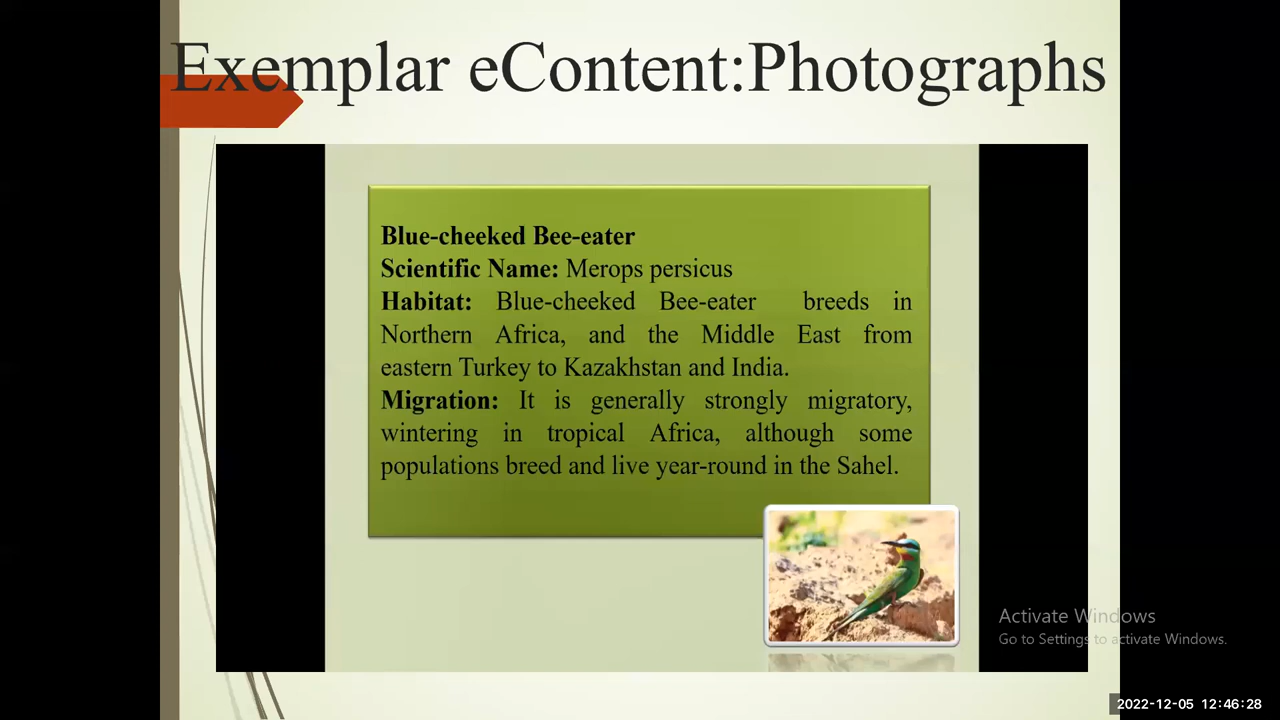 Exemplar eContent:Photographs
Blue-cheeked Bee-eater
Scientific Name: Merops persicus
Habitat: Blue-cheeked Bee-eater breeds in
Northern Africa, and the Middle East from
eastern Turkey to Kazakhstan and India.
Migration: It is generally strongly migratory,
wintering in tropical Africa, although some
populations breed and live year-round in the Sahel.
Activate Windows
Go to Settings to activate Windows.
2022-12-05 12:46:28